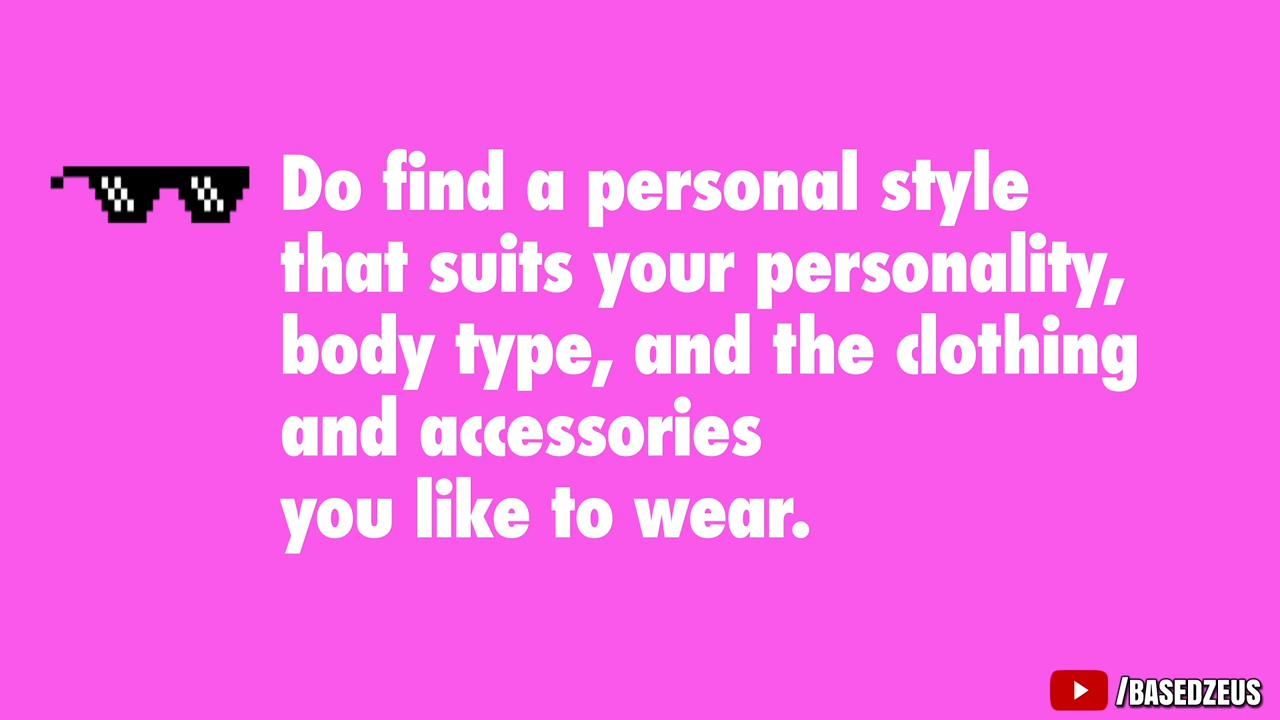 Do find a personal style
that suits your personality,
body type, and the clothing
and accessories
you like to wear.
/BASEDZEUS